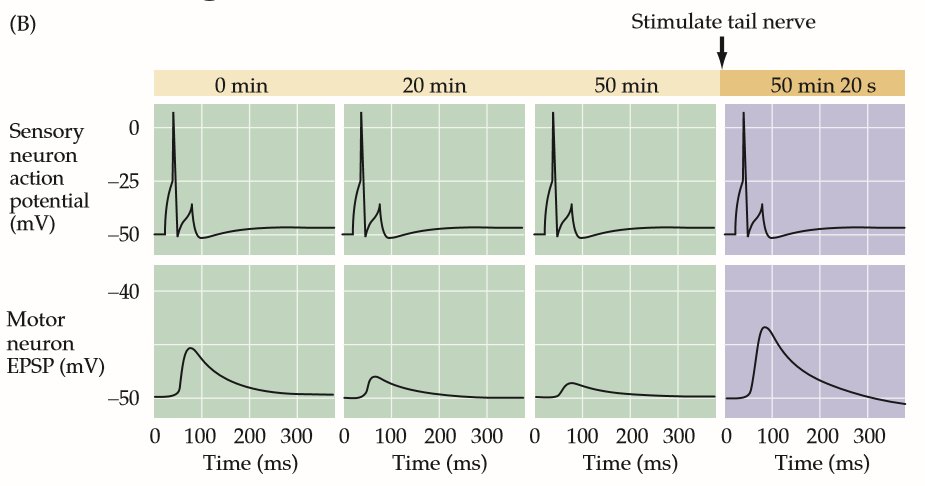 (B)
Stimulate tail nerve
0 min 20 min 50 min 50 min 20 s
Sensory
neuron
action
potential
(mV)
0
–25
–50
Motor
neuron
EPSP (mV)
–40
–50
0 100 200 300 0 100 200 300 0 100 200 300 0 100 200 300
Time (ms) Time (ms) Time (ms) Time (ms)